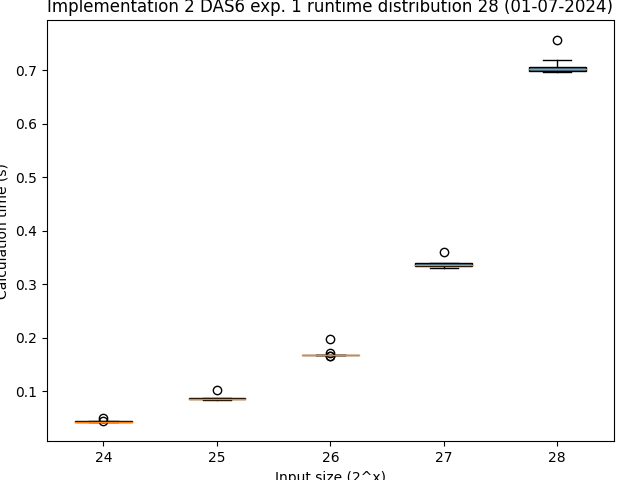 Implementation 2 DAS6 exp. 1 runtime distribution 28 (01-07-2024)
Calculation time (s)
0.7
0.6
0.5
0.4
0.3
0.2
0.1
24 25 26 27 28
Input size (2^x)